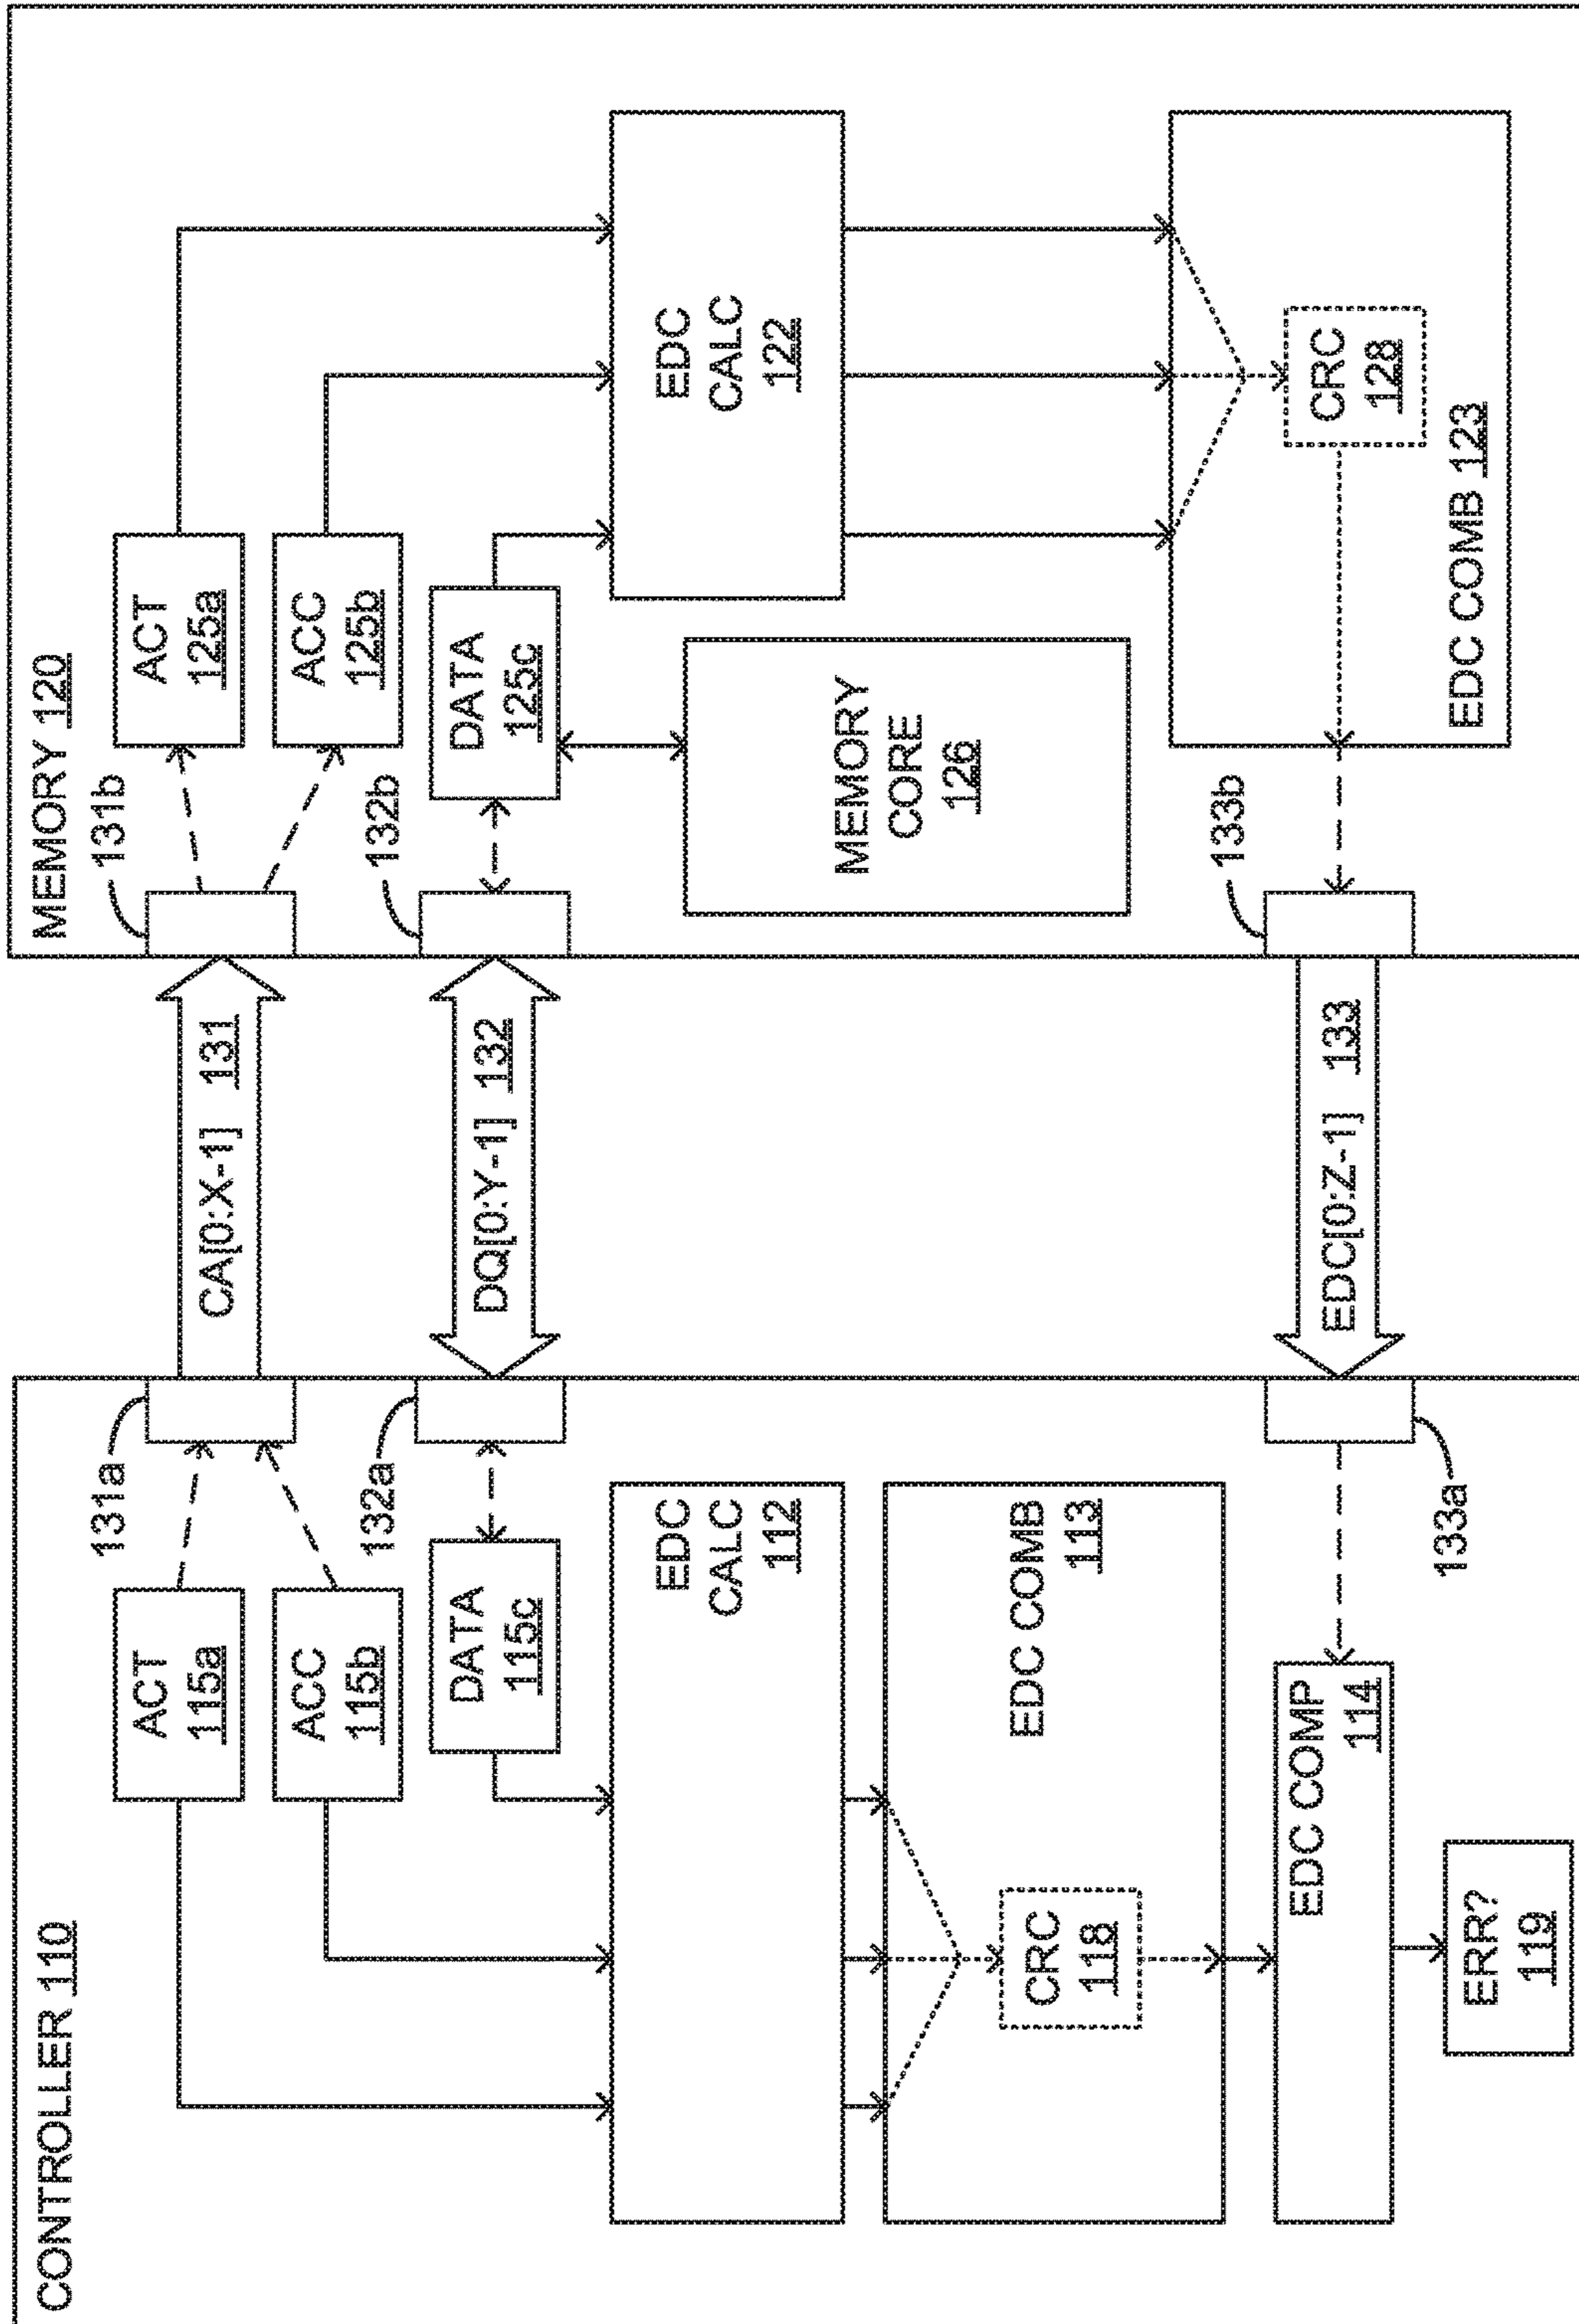 CONTROLLER 110
ACT
115a
ACC
115b
DATA
115c
131a
132a
EDC
CALC
112
EDC COMB
113
CRC
118
EDC COMP
114
ERR?
119
133a
CA[0:X-1] 131
DQ[0:Y-1] 132
EDC[0:Z-1] 133
MEMORY 120
131b
132b
133b
ACT
125a
ACC
125b
DATA
125c
MEMORY
CORE
126
EDC
CALC
122
CRC
128
EDC COMB 123